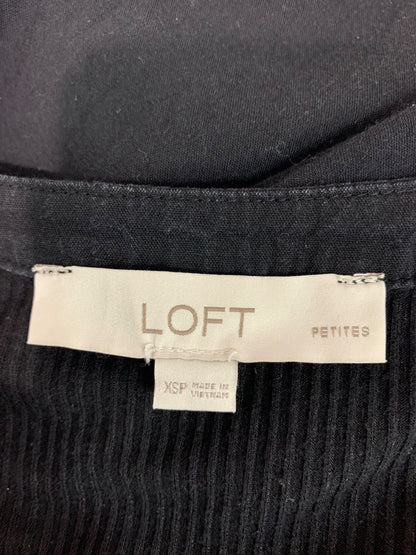 LOFT
PETITES
XSP
MADE IN
VIETNAM